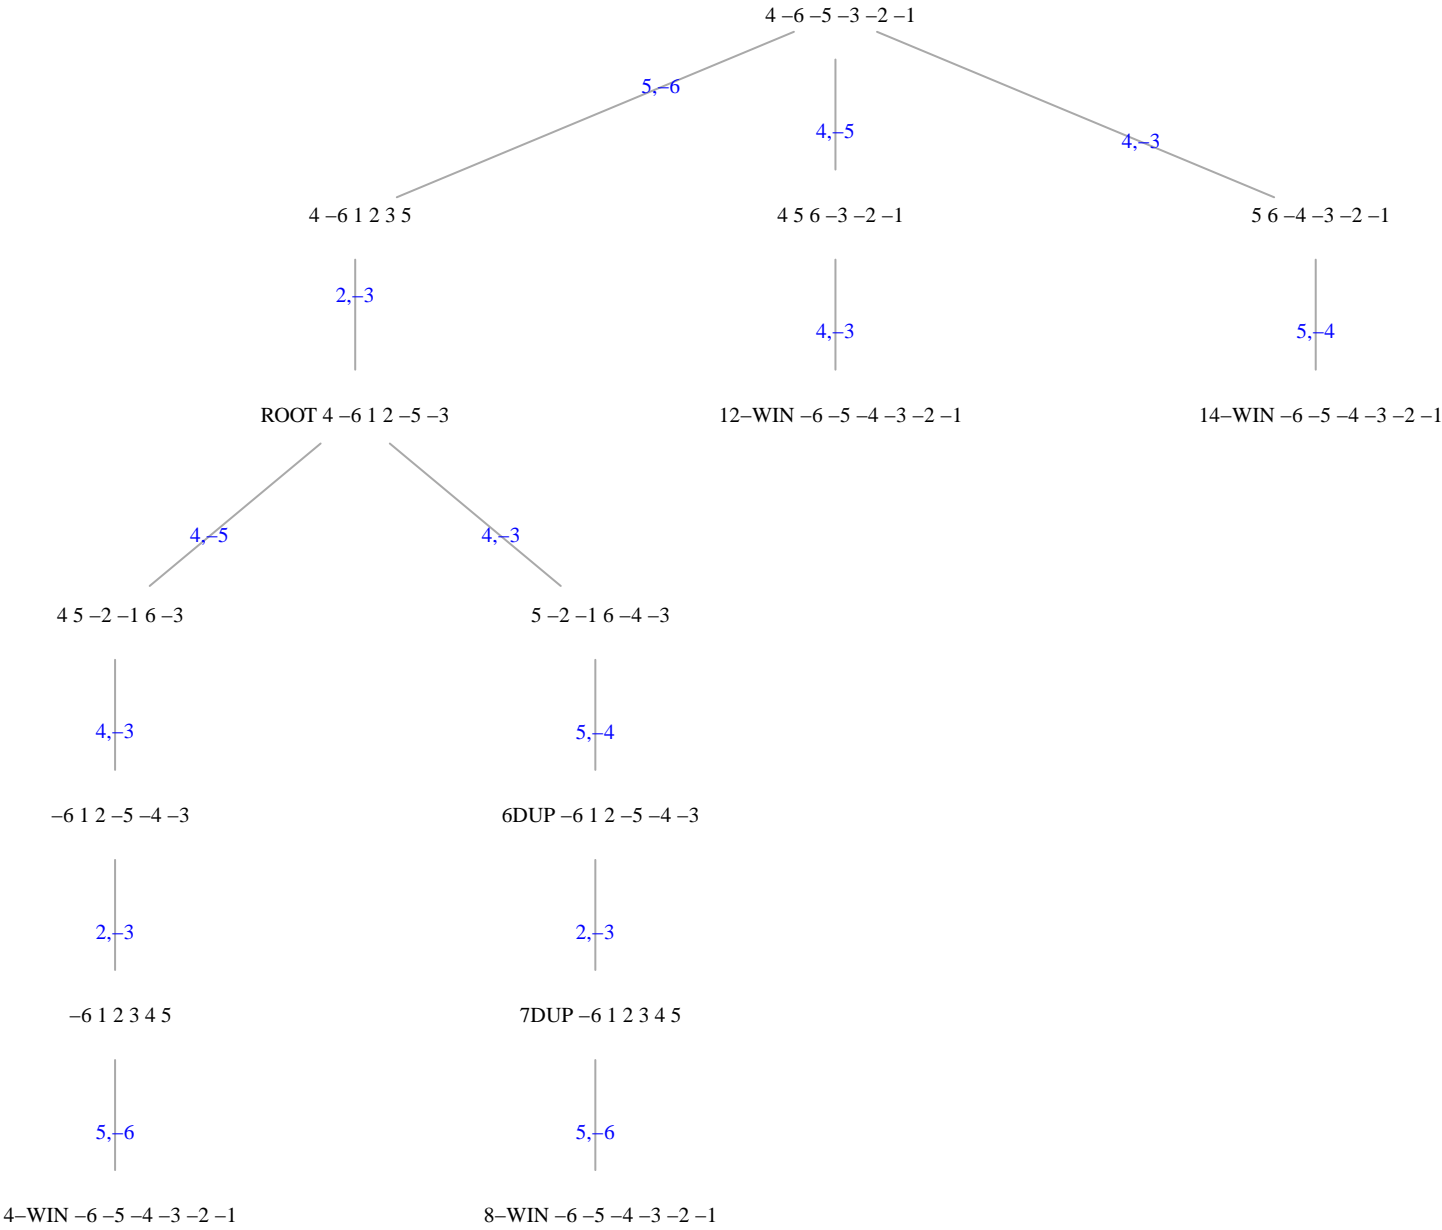 4 –6 –5 –3 –2 –1
5,–6
4,–5
4,–3
4 –6 1 2 3 5
4 5 6 –3 –2 –1
5 6 –4 –3 –2 –1
2,–3
4,–3
5,–4
ROOT 4 –6 1 2 –5 –3
12–WIN –6 –5 –4 –3 –2 –1
14–WIN –6 –5 –4 –3 –2 –1
4,–5
4,–3
4 5 –2 –1 6 –3
5 –2 –1 6 –4 –3
4,–3
5,–4
–6 1 2 –5 –4 –3
6DUP –6 1 2 –5 –4 –3
2,–3
2,–3
–6 1 2 3 4 5
7DUP –6 1 2 3 4 5
5,–6
5,–6
4–WIN –6 –5 –4 –3 –2 –1
8–WIN –6 –5 –4 –3 –2 –1